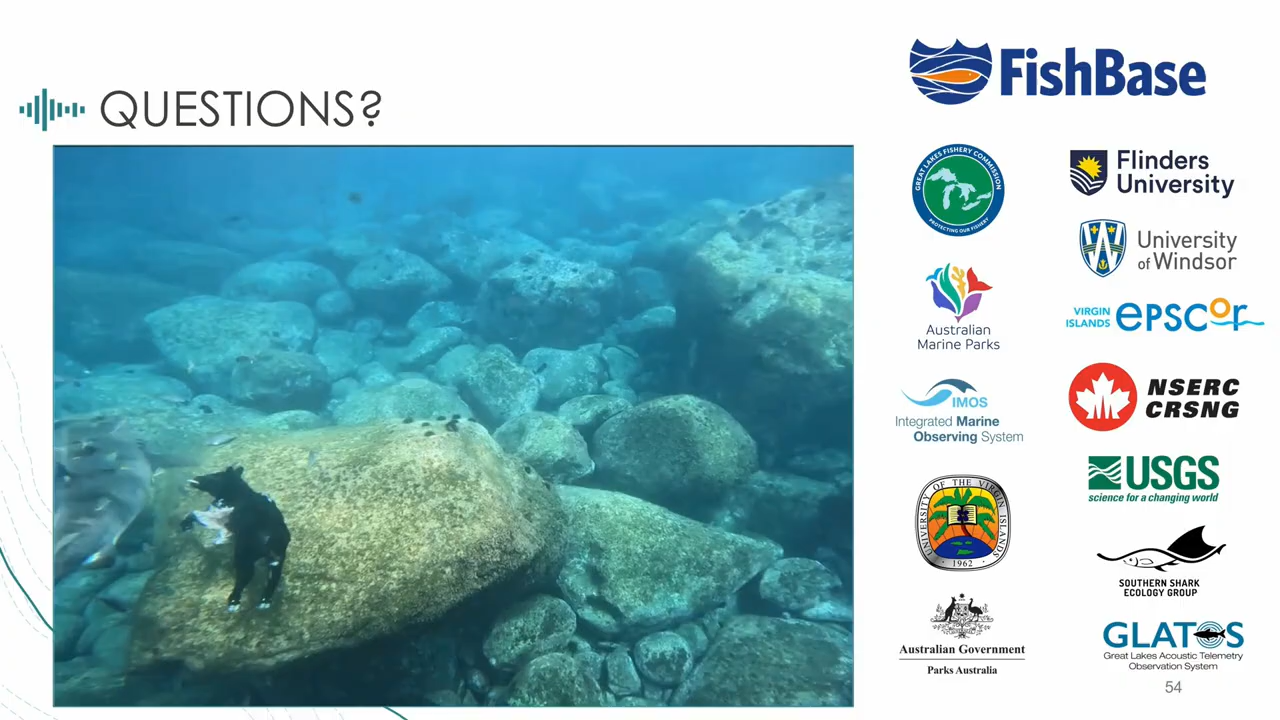 QUESTIONS?
FishBase
GREAT LAKES FISHERY COMMISSION
PROTECTING OUR FISHERY
Flinders
University
University
of Windsor
Australian
Marine Parks
VIRGIN
ISLANDS
EPSCoR
IMOS
Integrated Marine
Observing System
NSERC
CRSNG
USGS
science for a changing world
UNIVERSITY OF THE VIRGIN ISLANDS
1962
SOUTHERN SHARK
ECOLOGY GROUP
Australian Government
Parks Australia
GLATOS
Great Lakes Acoustic Telemetry
Observation System
54